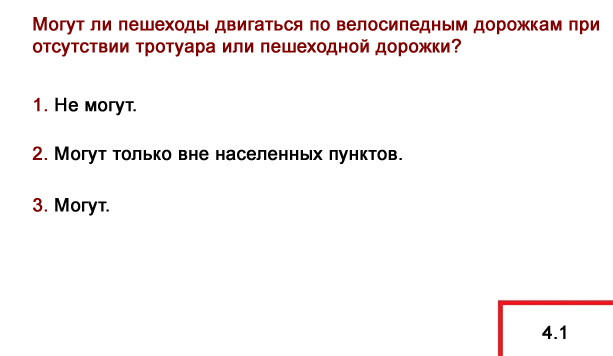 Могут ли пешеходы двигаться по велосипедным дорожкам при
отсутствии тротуара или пешеходной дорожки?
1. Не могут.
2. Могут только вне населенных пунктов.
3. Могут.
4.1